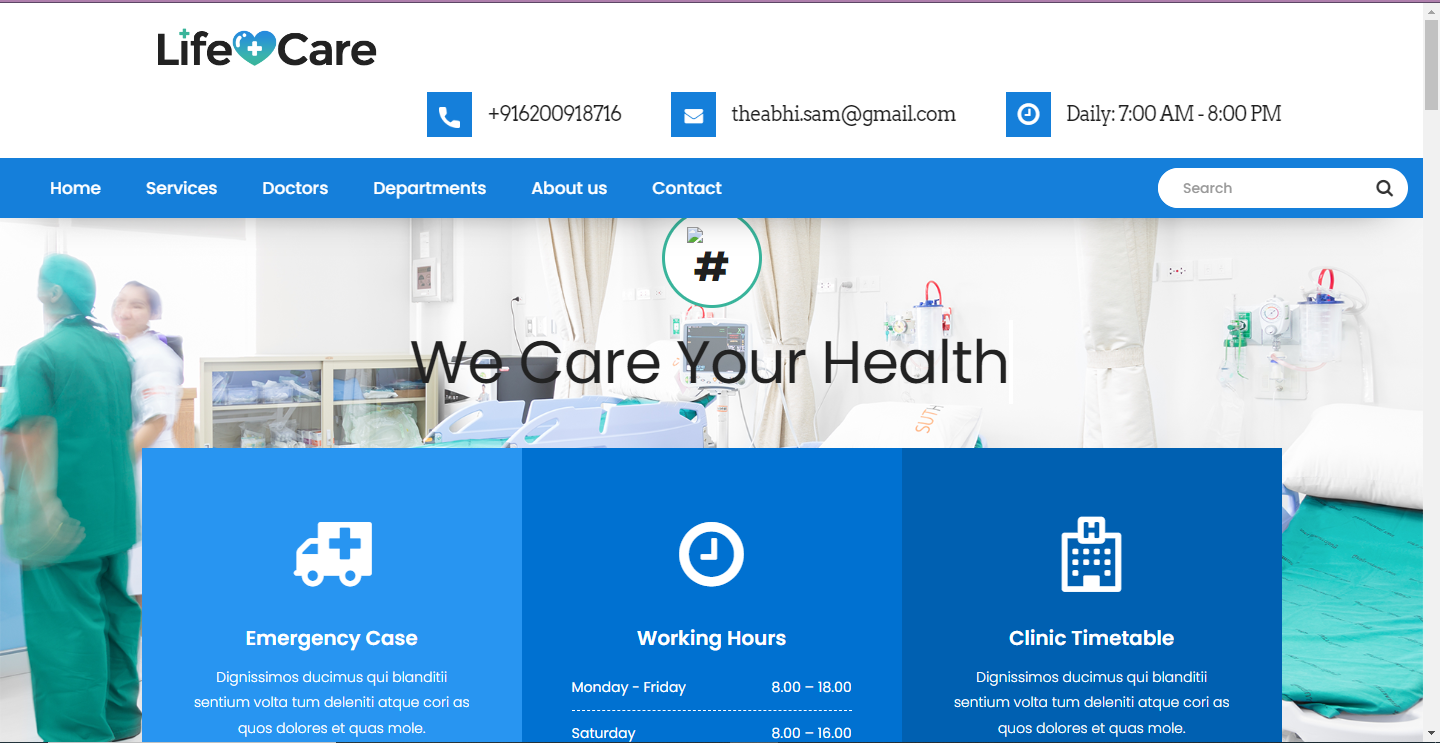 Life Care
+916200918716
theabhi.sam@gmail.com
Daily: 7:00 AM - 8:00 PM
Home Services Doctors Departments About us Contact
Search
#
We Care Your Health
SUTH
H
Emergency Case
Dignissimos ducimus qui blanditii
sentium volta tum deleniti atque cori as
quos dolores et quas mole.
Working Hours
Monday - Friday 8.00 – 18.00
Saturday 8.00 – 16.00
Clinic Timetable
Dignissimos ducimus qui blanditii
sentium volta tum deleniti atque cori as
quos dolores et quas mole.